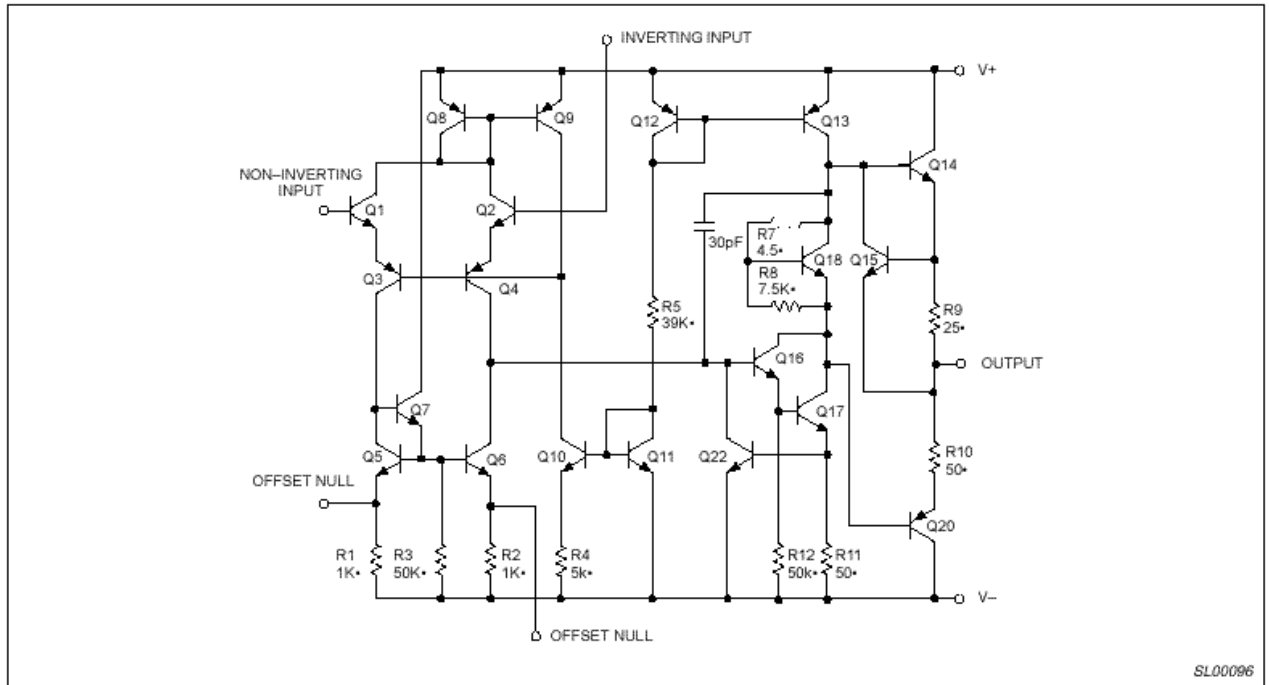 INVERTING INPUT
V+
Q8
Q9
Q12
Q13
Q14
NON–INVERTING
INPUT
Q1
Q2
R7
4.5•
30pF
Q18
Q15
Q3
Q4
R8
7.5K•
R5
39K•
R9
25•
Q16
OUTPUT
Q7
Q17
Q5
Q6
Q10
Q11
Q22
R10
50•
OFFSET NULL
Q20
R1
1K•
R3
50K•
R2
1K•
R4
5k•
R12
50k•
R11
50•
V–
OFFSET NULL
SL00096